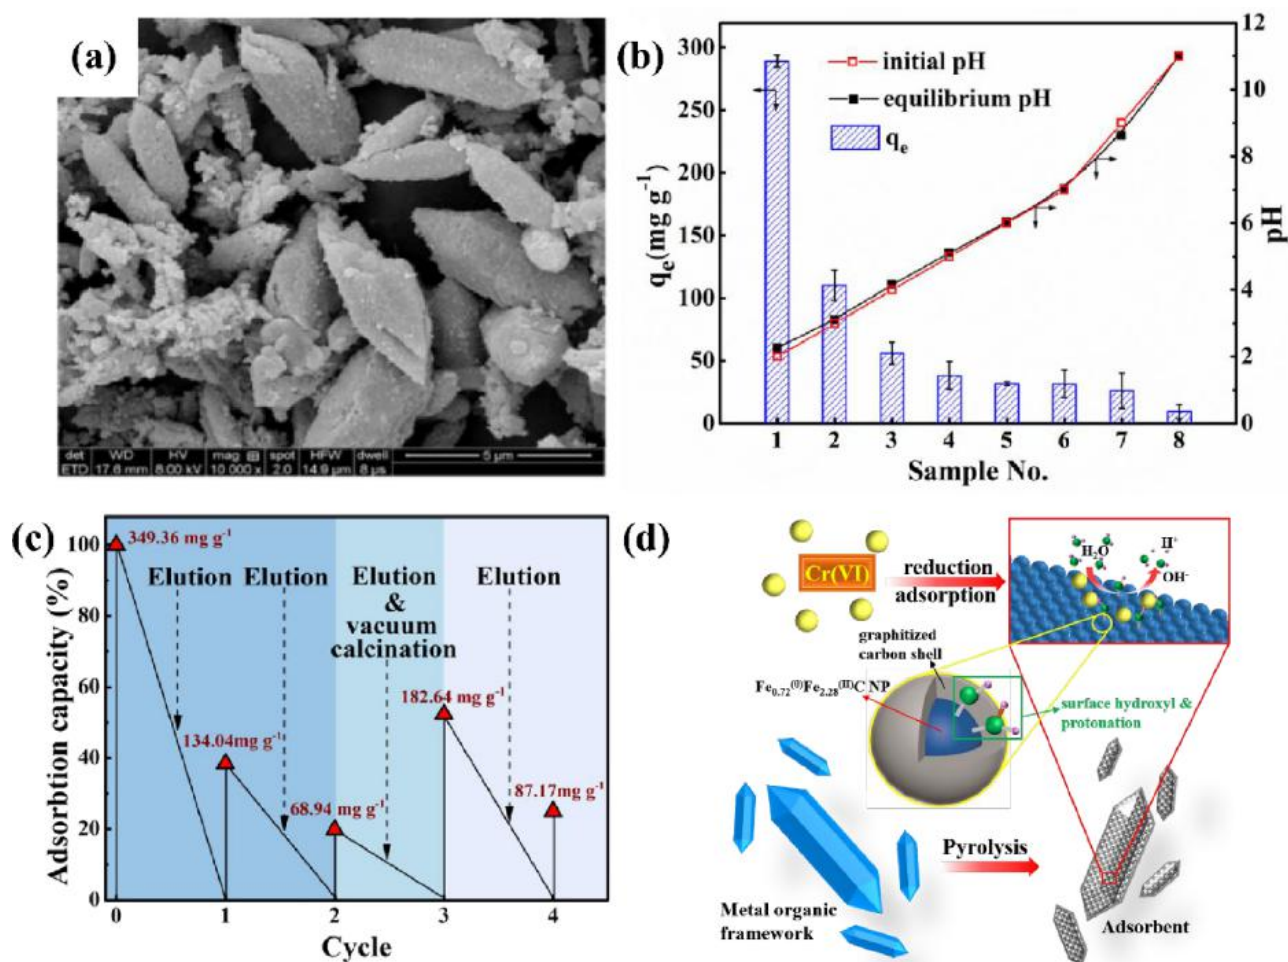 (a)
det WD HV mag ⊞ spot HFW dwell
ETD 17.6 mm 8.00 kV 10 000 x 2.0 14.9 µm 8 µs
5 µm
(b)
300
250
200
150
100
50
0
qe(mg g-1)
initial pH
equilibrium pH
qe
12
10
8
6
4
2
0
pH
1 2 3 4 5 6 7 8
Sample No.
(c)
100
80
60
40
20
0
Adsorbtion capacity (%)
349.36 mg g-1
Elution
Elution
Elution
&
vacuum
calcination
Elution
134.04mg g-1
68.94 mg g-1
182.64 mg g-1
87.17mg g-1
0 1 2 3 4
Cycle
(d)
Cr(VI)
reduction
adsorption
H2O
H+
OH-
graphitized
carbon shell
Fe0.72(0)Fe2.28(II)C NP
surface hydroxyl &
protonation
Pyrolysis
Metal organic
framework
Adsorbent